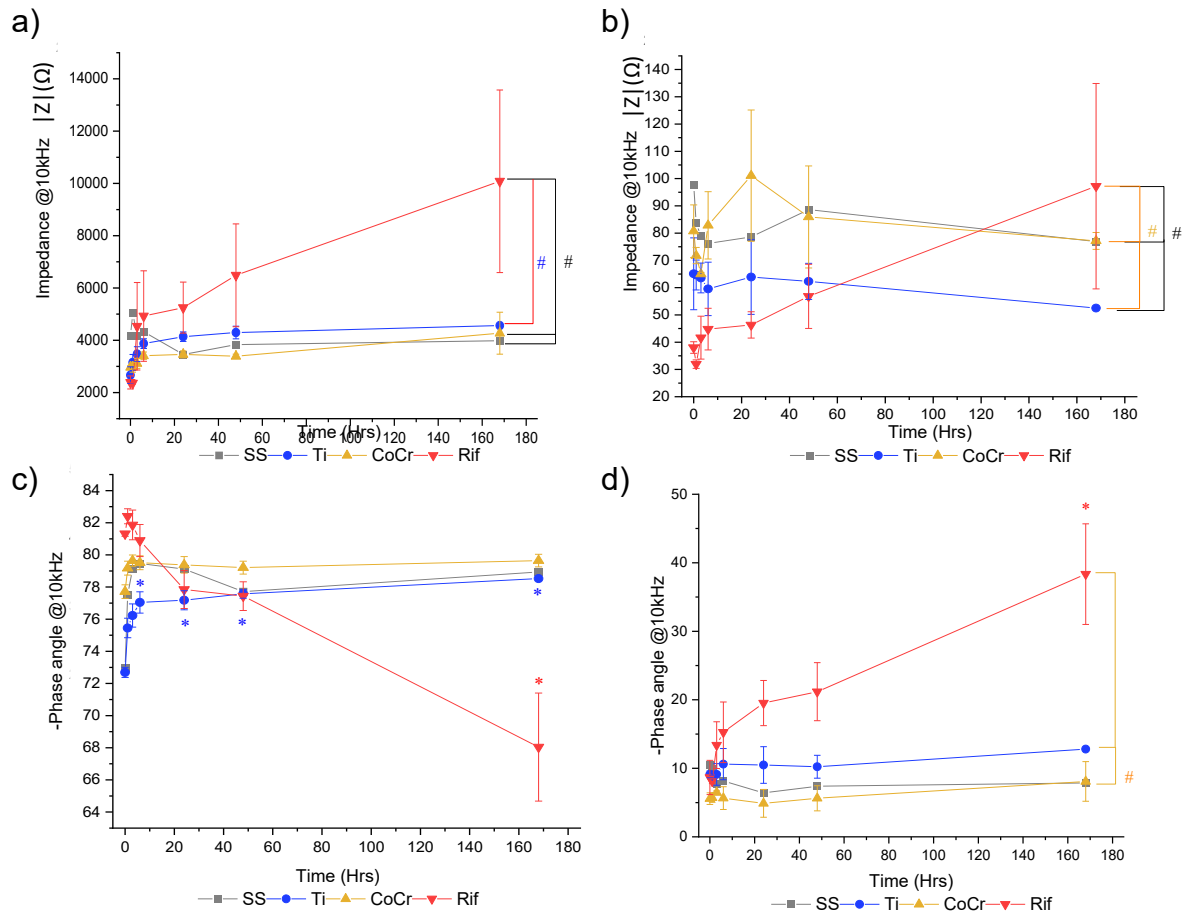 a)
Impedance @10kHz |Z| (Ω)
14000
12000
10000
8000
6000
4000
2000
0 20 40 60 80 100 120 140 160 180
Time (Hrs)
SS Ti CoCr Rif
# #
b)
Impedance @10kHz |Z| (Ω)
140
130
120
110
100
90
80
70
60
50
40
30
20
0 20 40 60 80 100 120 140 160 180
Time (Hrs)
SS Ti CoCr Rif
# #
c)
-Phase angle @10kHz
84
82
80
78
76
74
72
70
68
66
64
0 20 40 60 80 100 120 140 160 180
Time (Hrs)
SS Ti CoCr Rif
* * * * *
d)
-Phase angle @10kHz
50
40
30
20
10
0
0 20 40 60 80 100 120 140 160 180
Time (Hrs)
SS Ti CoCr Rif
*
#